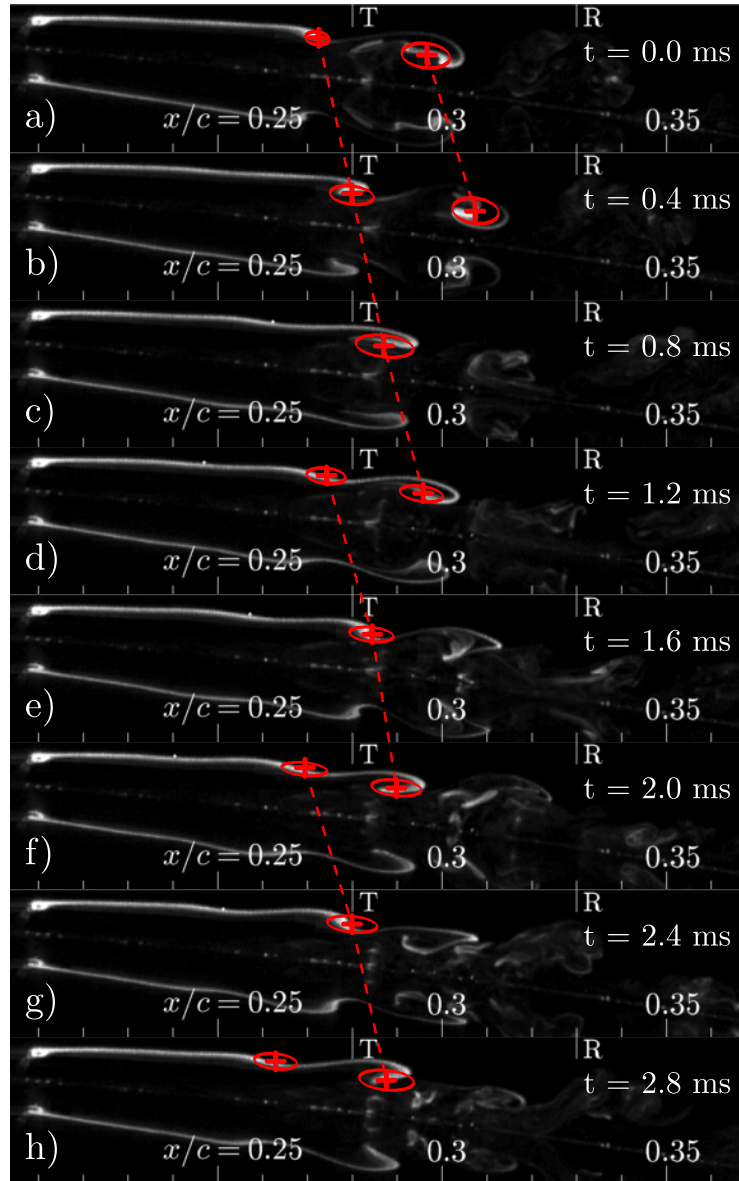 T R
t = 0.0 ms
a) x/c = 0.25 0.3 0.35
T R
t = 0.4 ms
b) x/c = 0.25 0.3 0.35
T R
t = 0.8 ms
c) x/c = 0.25 0.3 0.35
T R
t = 1.2 ms
d) x/c = 0.25 0.3 0.35
T R
t = 1.6 ms
e) x/c = 0.25 0.3 0.35
T R
t = 2.0 ms
f) x/c = 0.25 0.3 0.35
T R
t = 2.4 ms
g) x/c = 0.25 0.3 0.35
T R
t = 2.8 ms
h) x/c = 0.25 0.3 0.35